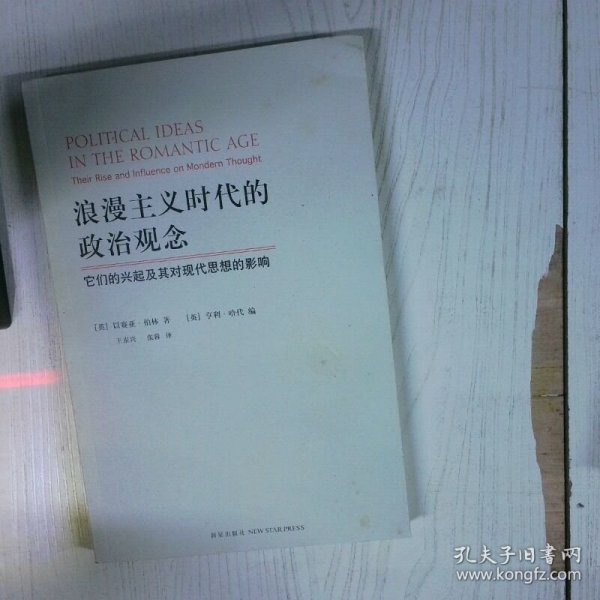 POLITICAL IDEAS
IN THE ROMANTIC AGE
Their Rise and Influence on Mondern Thought
浪漫主义时代的
政治观念
它们的兴起及其对现代思想的影响
[英] 以赛亚·伯林 著 [英] 亨利·哈代 编
王岽兴 张蓉 译
新星出版社 NEW STAR PRESS
孔夫子旧书网
www.kongfz.com